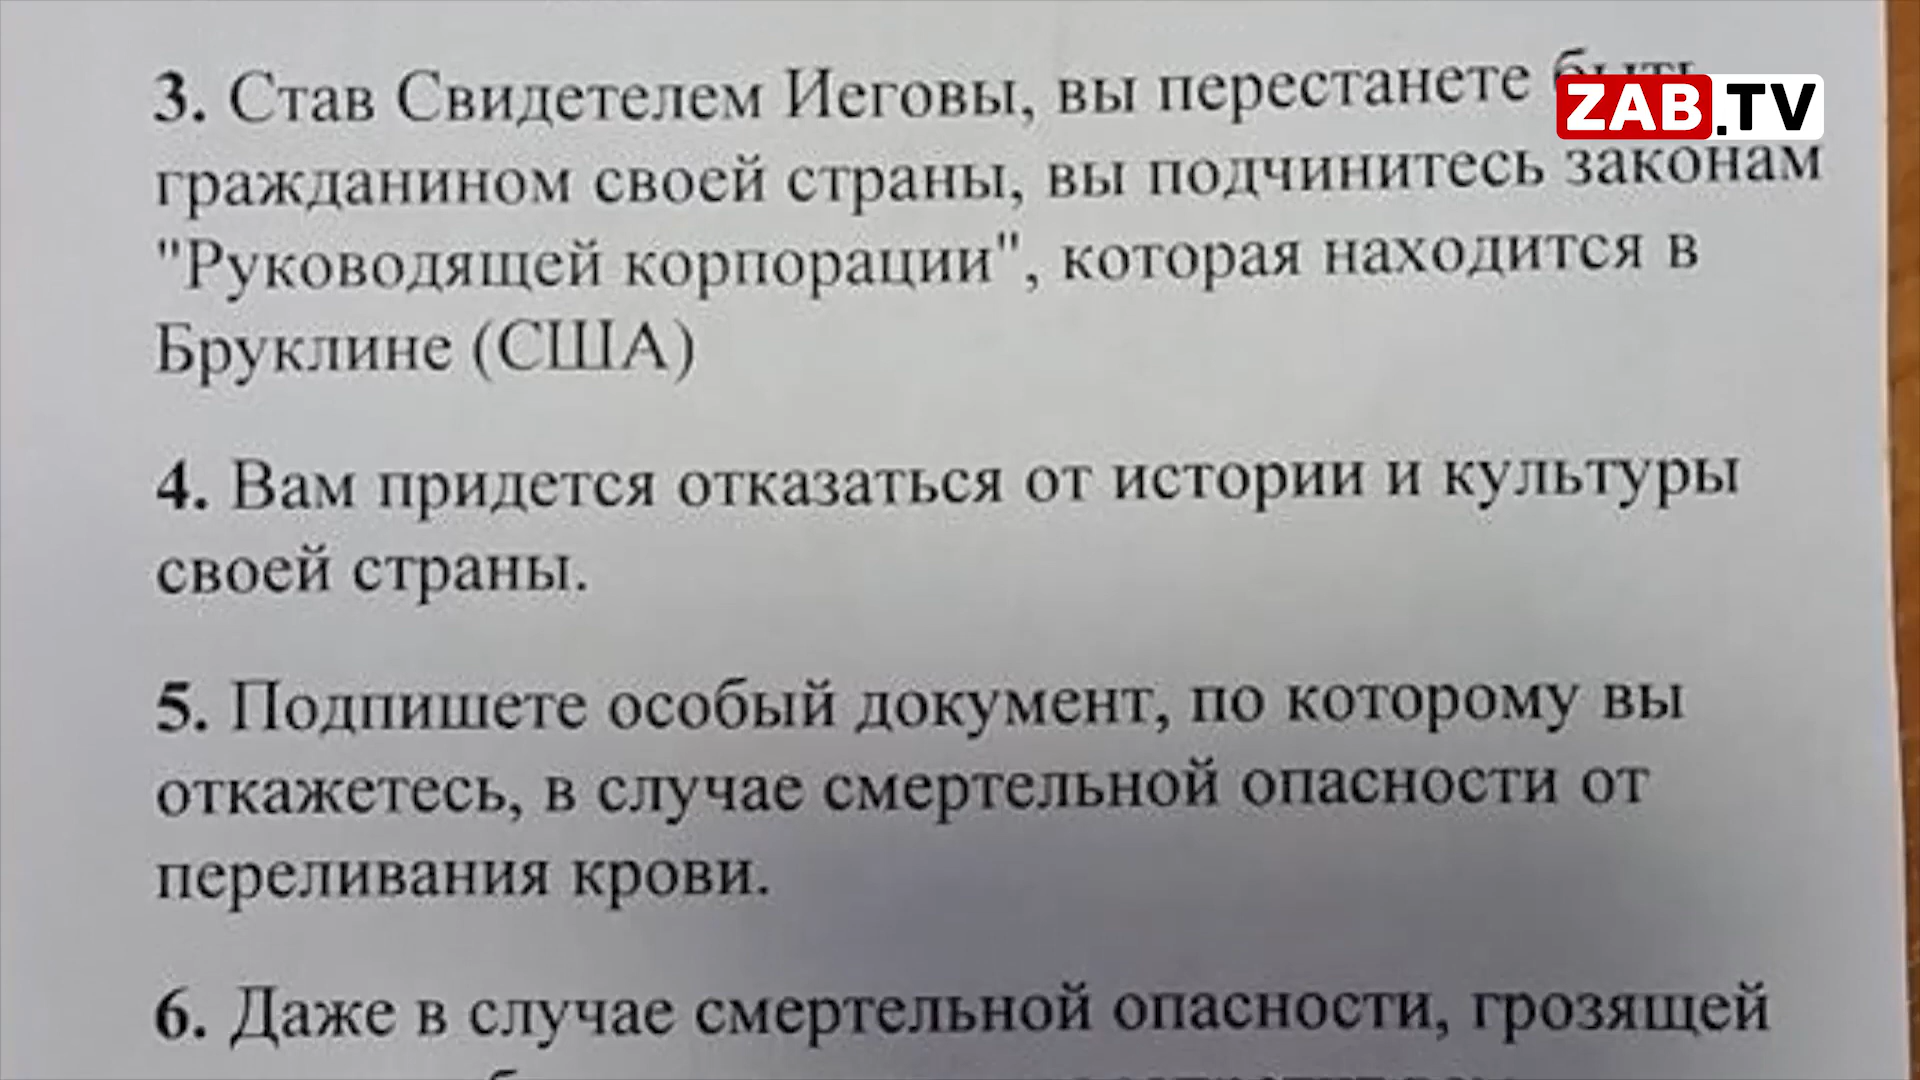 3. Став Свидетелем Иеговы, вы перестанете быть
ZAB.TV
гражданином своей страны, вы подчинитесь законам
"Руководящей корпорации", которая находится в
Бруклине (США)
4. Вам придется отказаться от истории и культуры
своей страны.
5. Подпишете особый документ, по которому вы
откажетесь, в случае смертельной опасности от
переливания крови.
6. Даже в случае смертельной опасности, грозящей